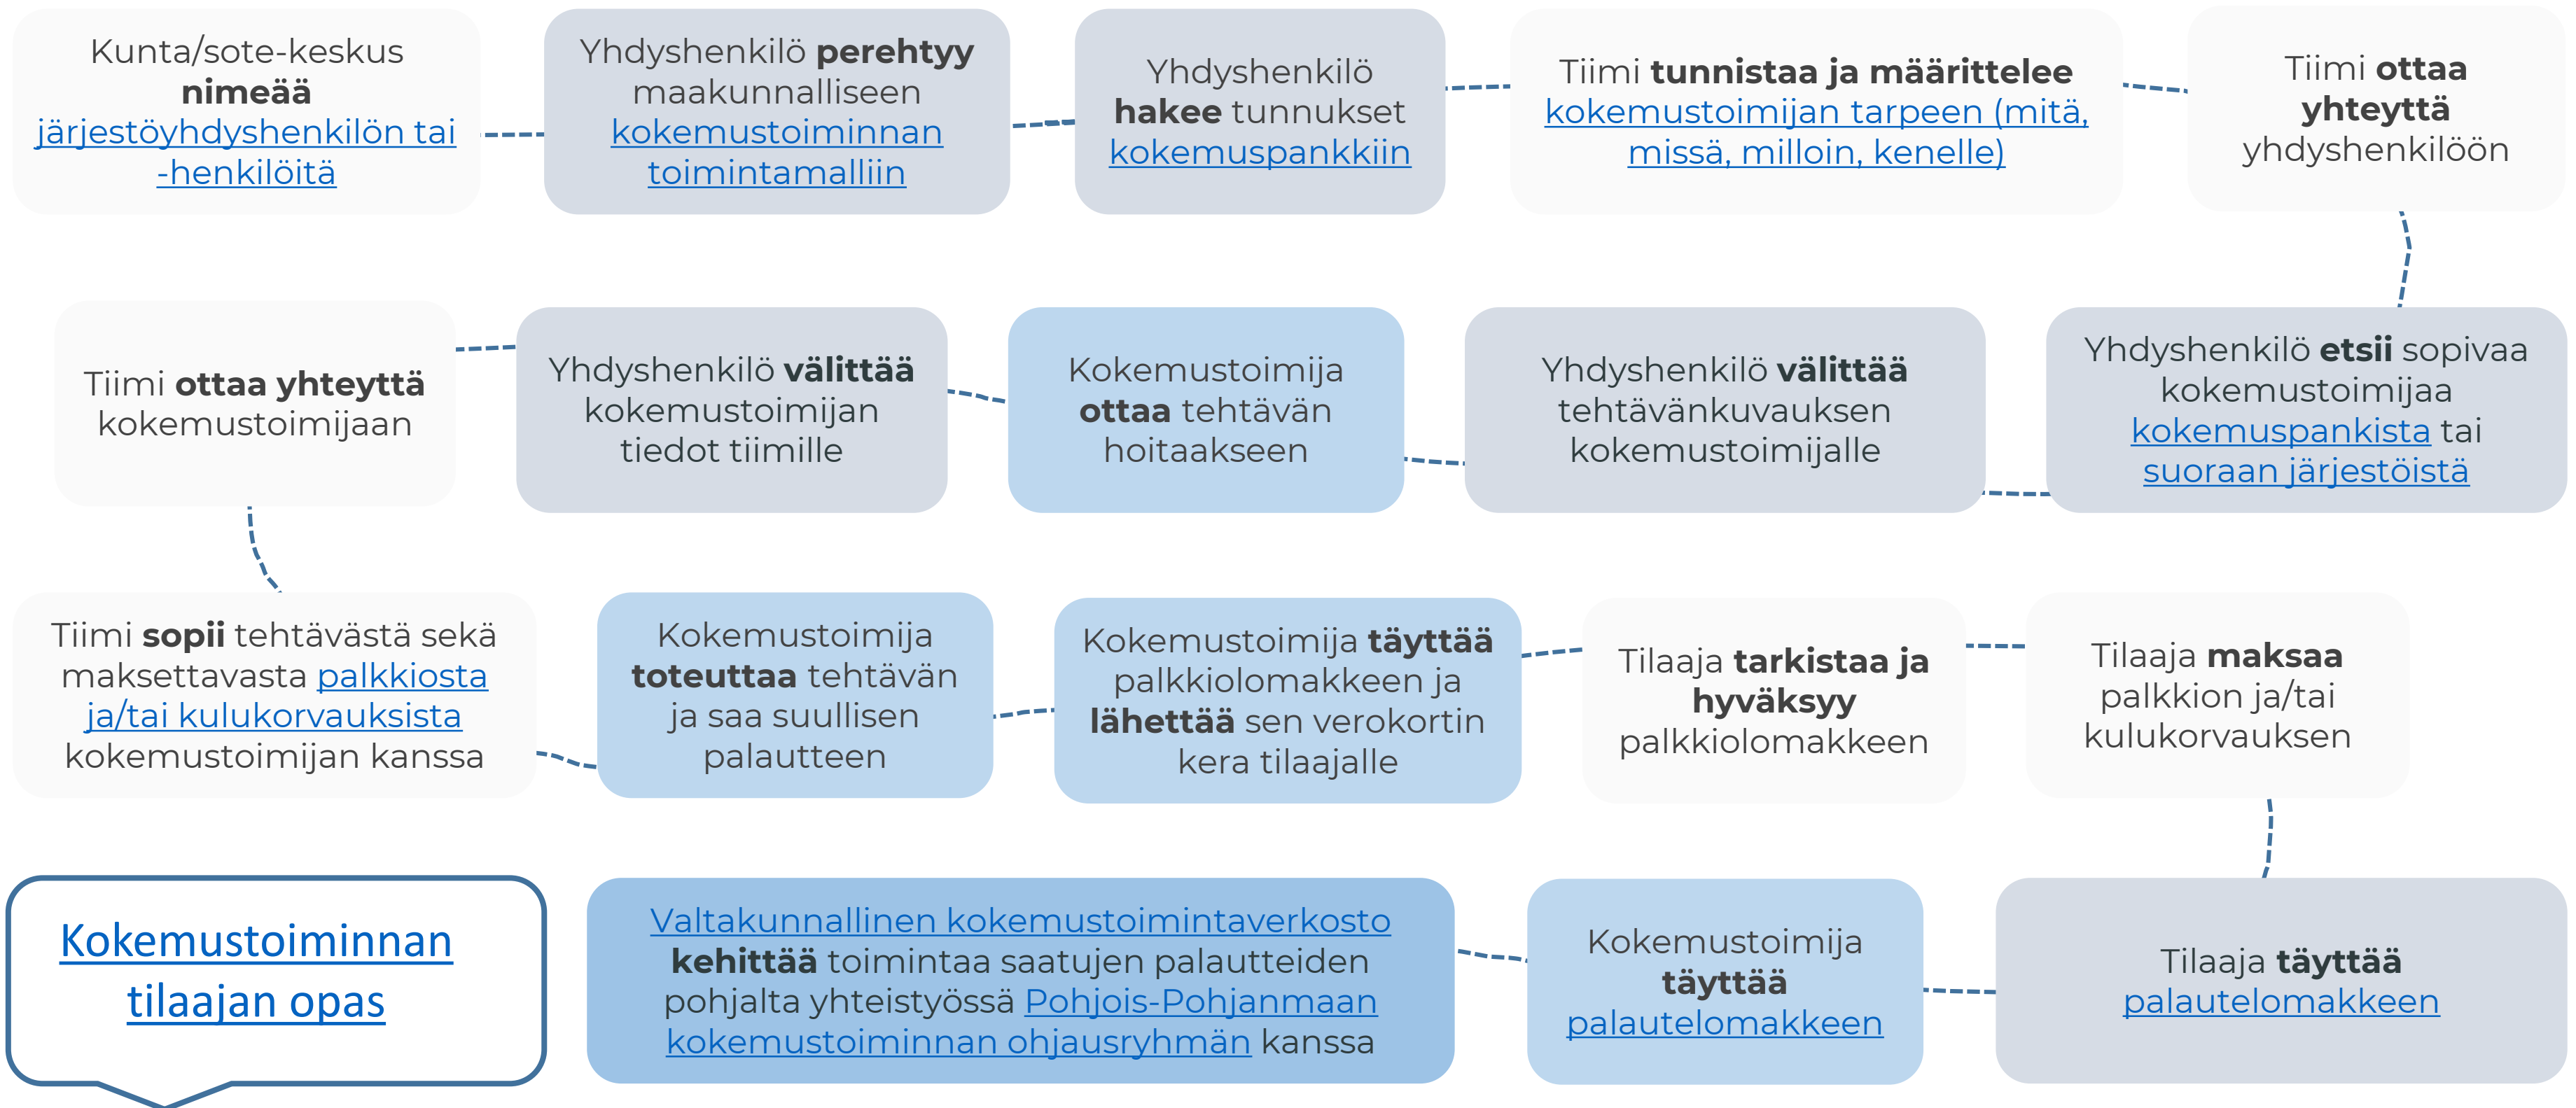 Kunta/sote-keskus
nimeää
järjestöyhdyshenkilön tai
-henkilöitä
Yhdyshenkilö perehtyy
maakunnalliseen
kokemustoiminnan
toimintamalliin
Yhdyshenkilö
hakee tunnukset
kokemuspankkiin
Tiimi tunnistaa ja määrittelee
kokemustoimijan tarpeen (mitä,
missä, milloin, kenelle)
Tiimi ottaa
yhteyttä
yhdyshenkilöön
Yhdyshenkilö etsii sopivaa
kokemustoimijaa
kokemuspankista tai
suoraan järjestöistä
Yhdyshenkilö välittää
tehtävänkuvauksen
kokemustoimijalle
Kokemustoimija
ottaa tehtävän
hoitaakseen
Yhdyshenkilö välittää
kokemustoimijan
tiedot tiimille
Tiimi ottaa yhteyttä
kokemustoimijaan
Tiimi sopii tehtävästä sekä
maksettavasta palkkiosta
ja/tai kulukorvauksista
kokemustoimijan kanssa
Kokemustoimija
toteuttaa tehtävän
ja saa suullisen
palautteen
Kokemustoimija täyttää
palkkiolomakkeen ja
lähettää sen verokortin
kera tilaajalle
Tilaaja tarkistaa ja
hyväksyy
palkkiolomakkeen
Tilaaja maksaa
palkkion ja/tai
kulukorvauksen
Tilaaja täyttää
palautelomakkeen
Kokemustoimija
täyttää
palautelomakkeen
Valtakunnallinen kokemustoimintaverkosto
kehittää toimintaa saatujen palautteiden
pohjalta yhteistyössä Pohjois-Pohjanmaan
kokemustoiminnan ohjausryhmän kanssa
Kokemustoiminnan
tilaajan opas